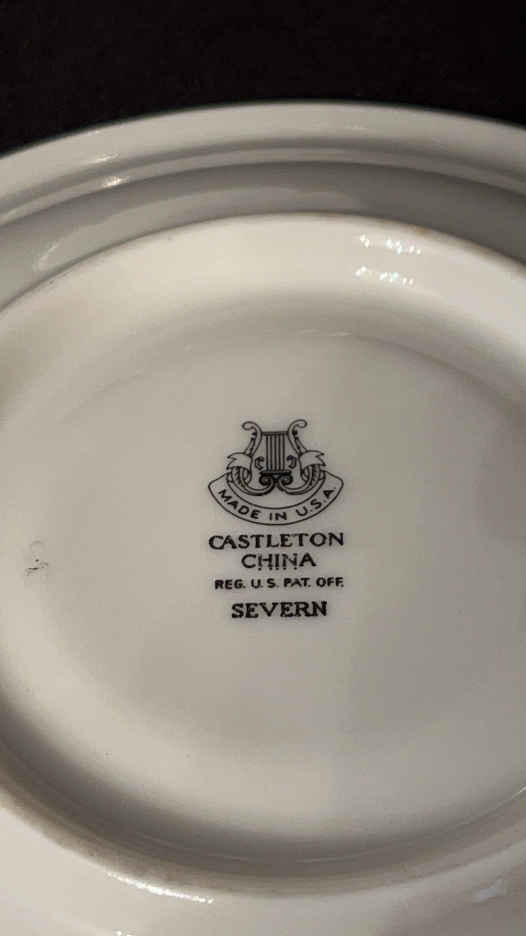 MADE IN U.S.A.
CASTLETON
CHINA
REG. U. S. PAT. OFF.
SEVERN